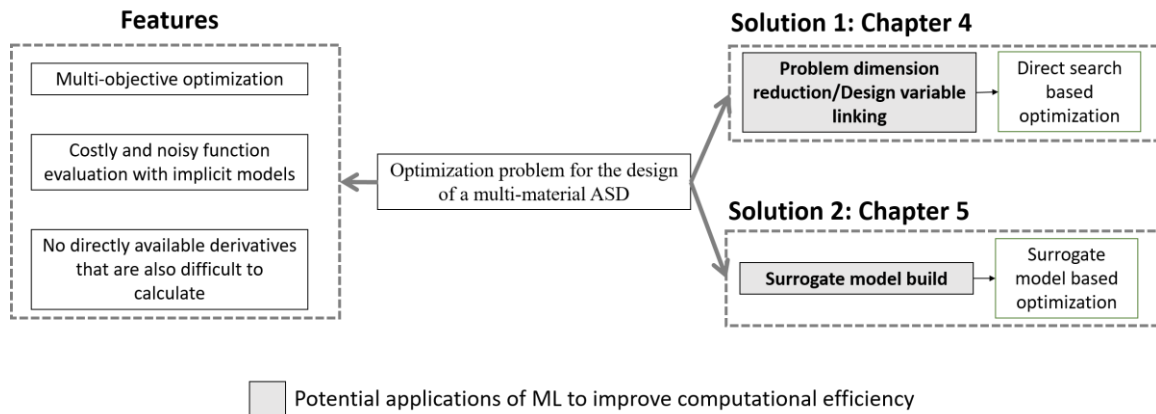 Features
Multi-objective optimization
Costly and noisy function
evaluation with implicit models
No directly available derivatives
that are also difficult to
calculate
Optimization problem for the design
of a multi-material ASD
Solution 1: Chapter 4
Problem dimension
reduction/Design variable
linking
Direct search
based
optimization
Solution 2: Chapter 5
Surrogate model build
Surrogate
model based
optimization
Potential applications of ML to improve computational efficiency